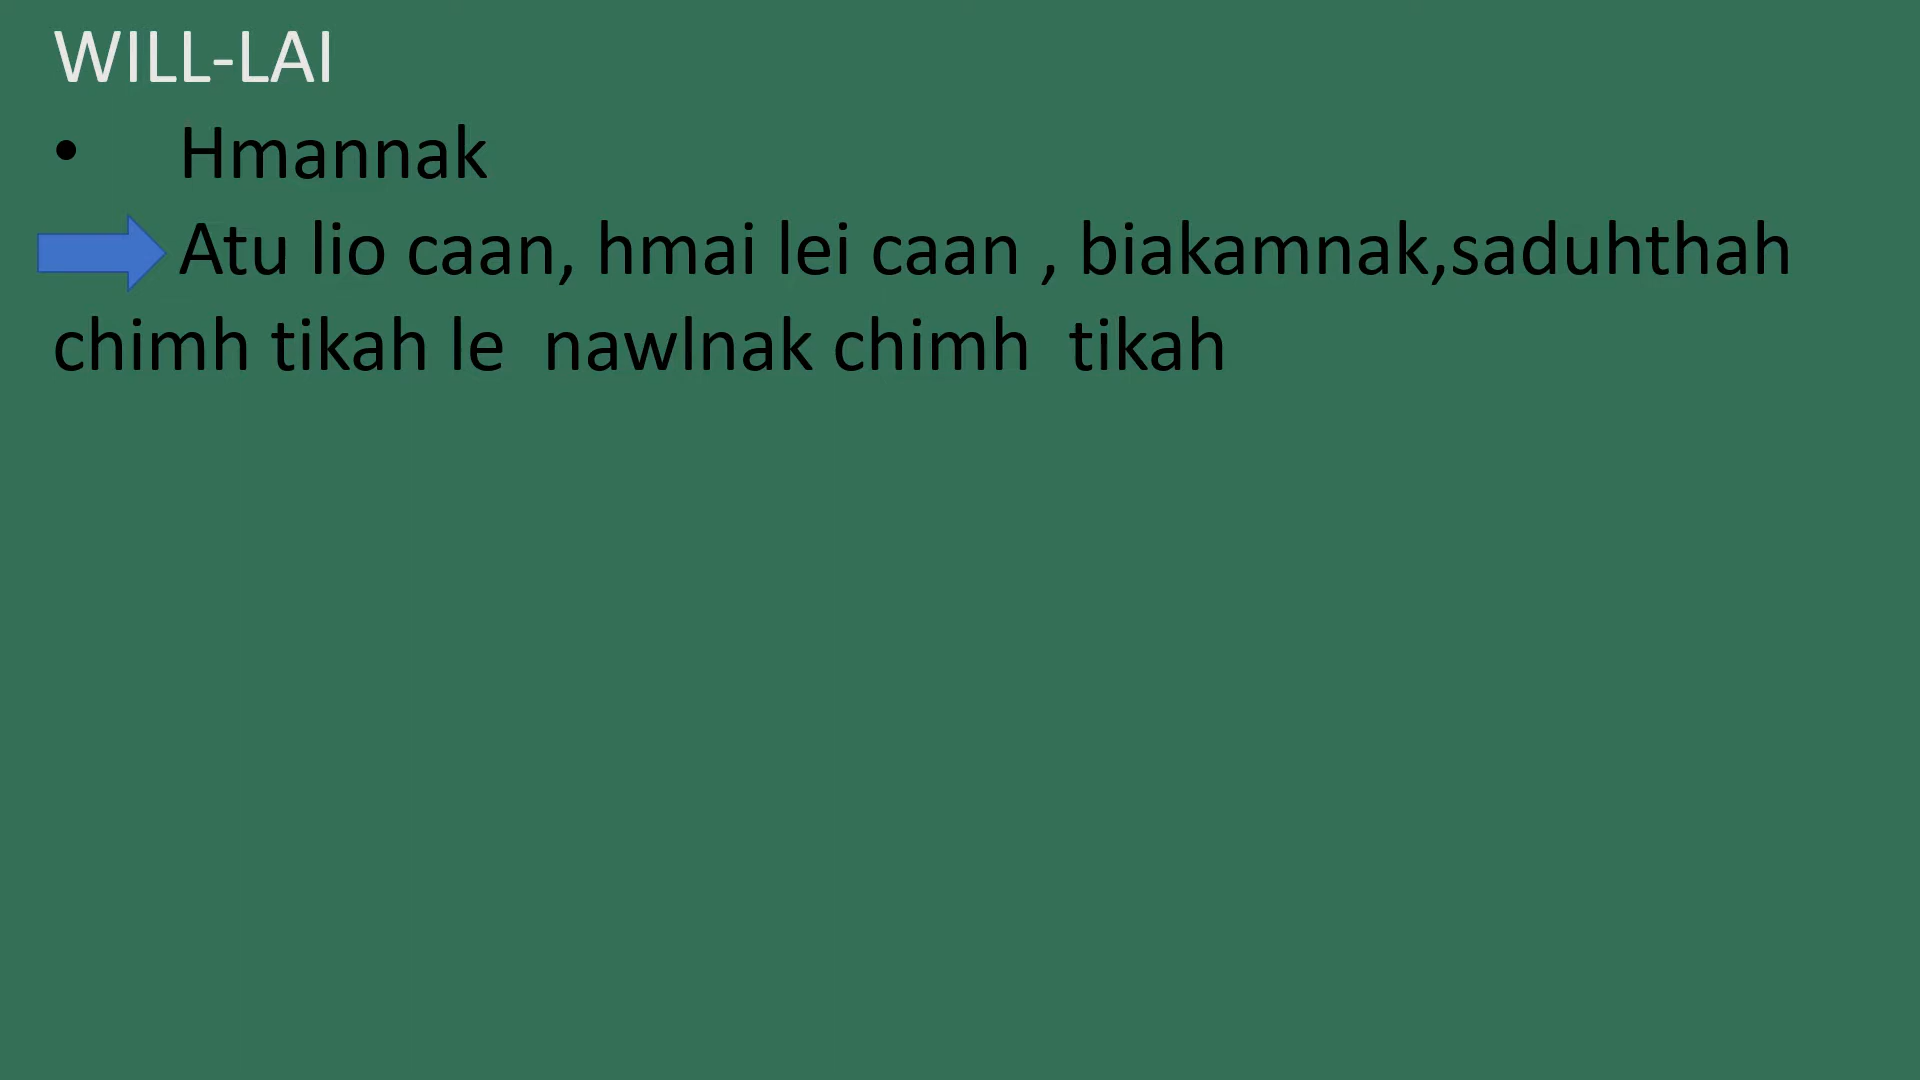 WILL-LAI
• Hmannak
Atu lio caan, hmai lei caan , biakamnak,saduhthah
chimh tikah le  nawlnak chimh  tikah